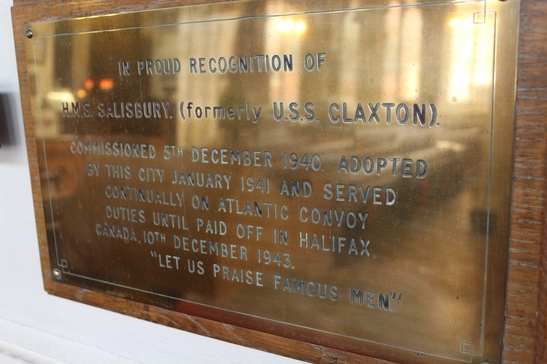 IN PROUD RECOGNITION OF
H.M.S. SALISBURY. (formerly U.S.S. CLAXTON).
COMMISSIONED 5TH DECEMBER 1940. ADOPTED
BY THIS CITY JANUARY 1941 AND SERVED
CONTINUALLY ON ATLANTIC CONVOY
DUTIES UNTIL PAID OFF IN HALIFAX,
CANADA, 10TH DECEMBER 1943.
"LET US PRAISE FAMOUS MEN."